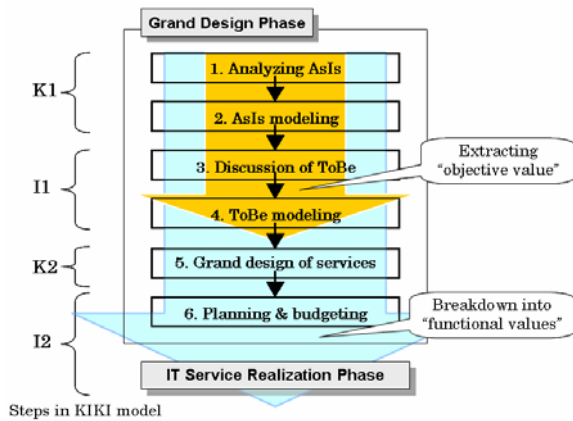 Grand Design Phase
K1
1. Analyzing AsIs
2. AsIs modeling
I1
3. Discussion of ToBe
Extracting
“objective value”
4. ToBe modeling
K2
5. Grand design of services
I2
6. Planning & budgeting
Breakdown into
“functional values”
IT Service Realization Phase
Steps in KIKI model